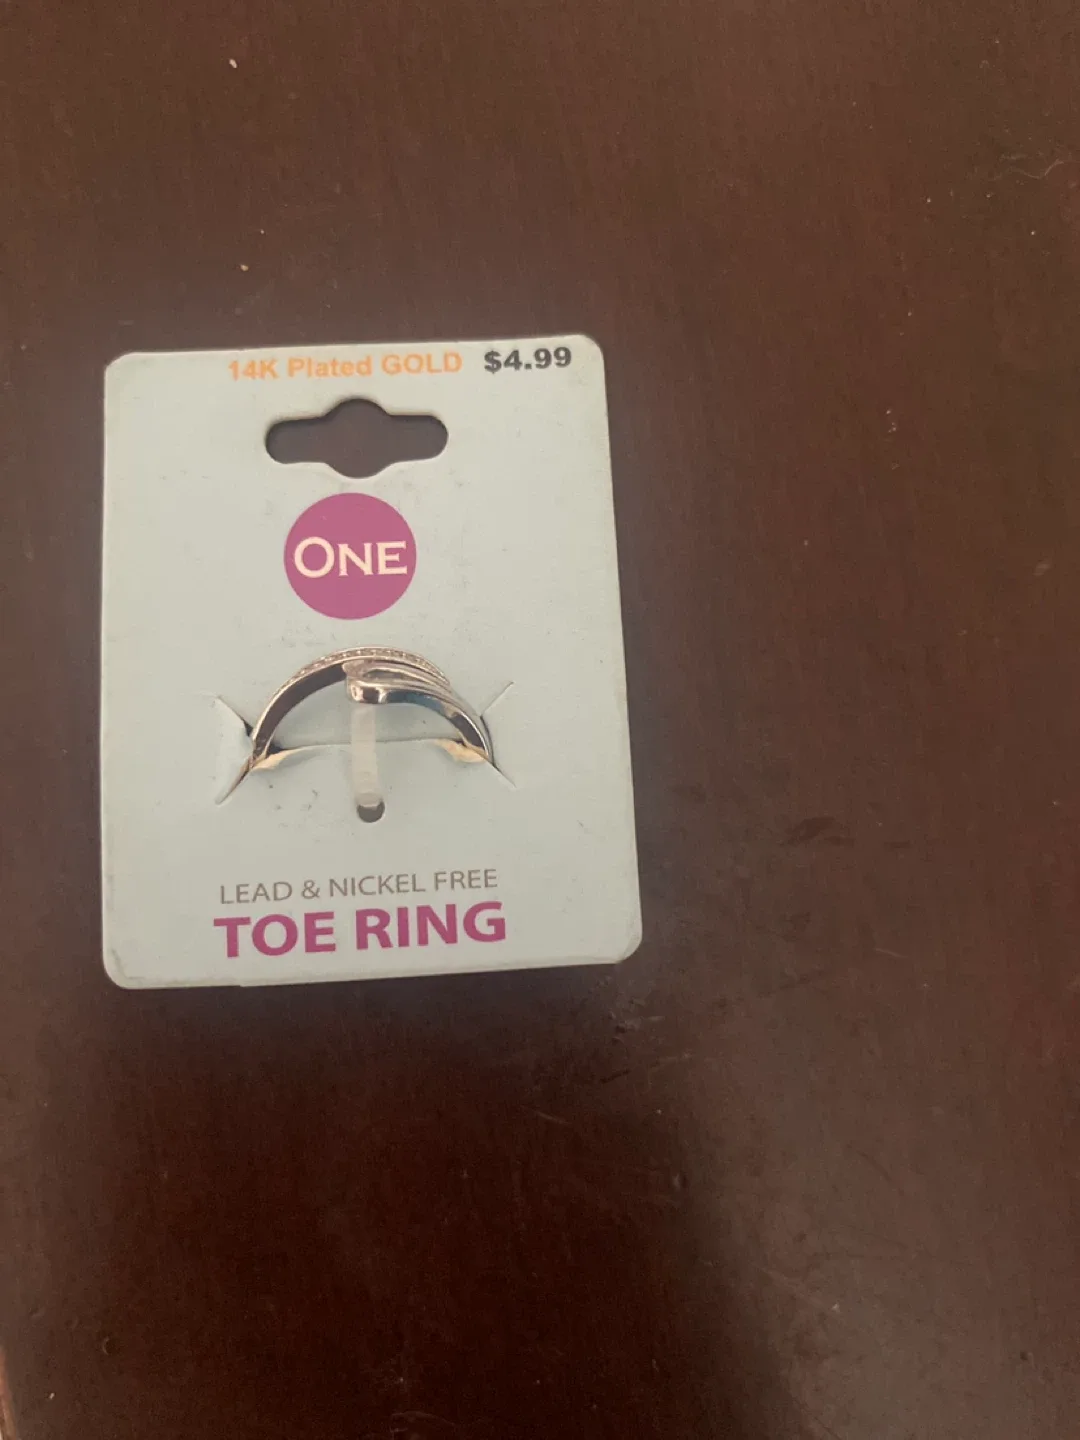 14K Plated GOLD $4.99
ONE
LEAD & NICKEL FREE
TOE RING